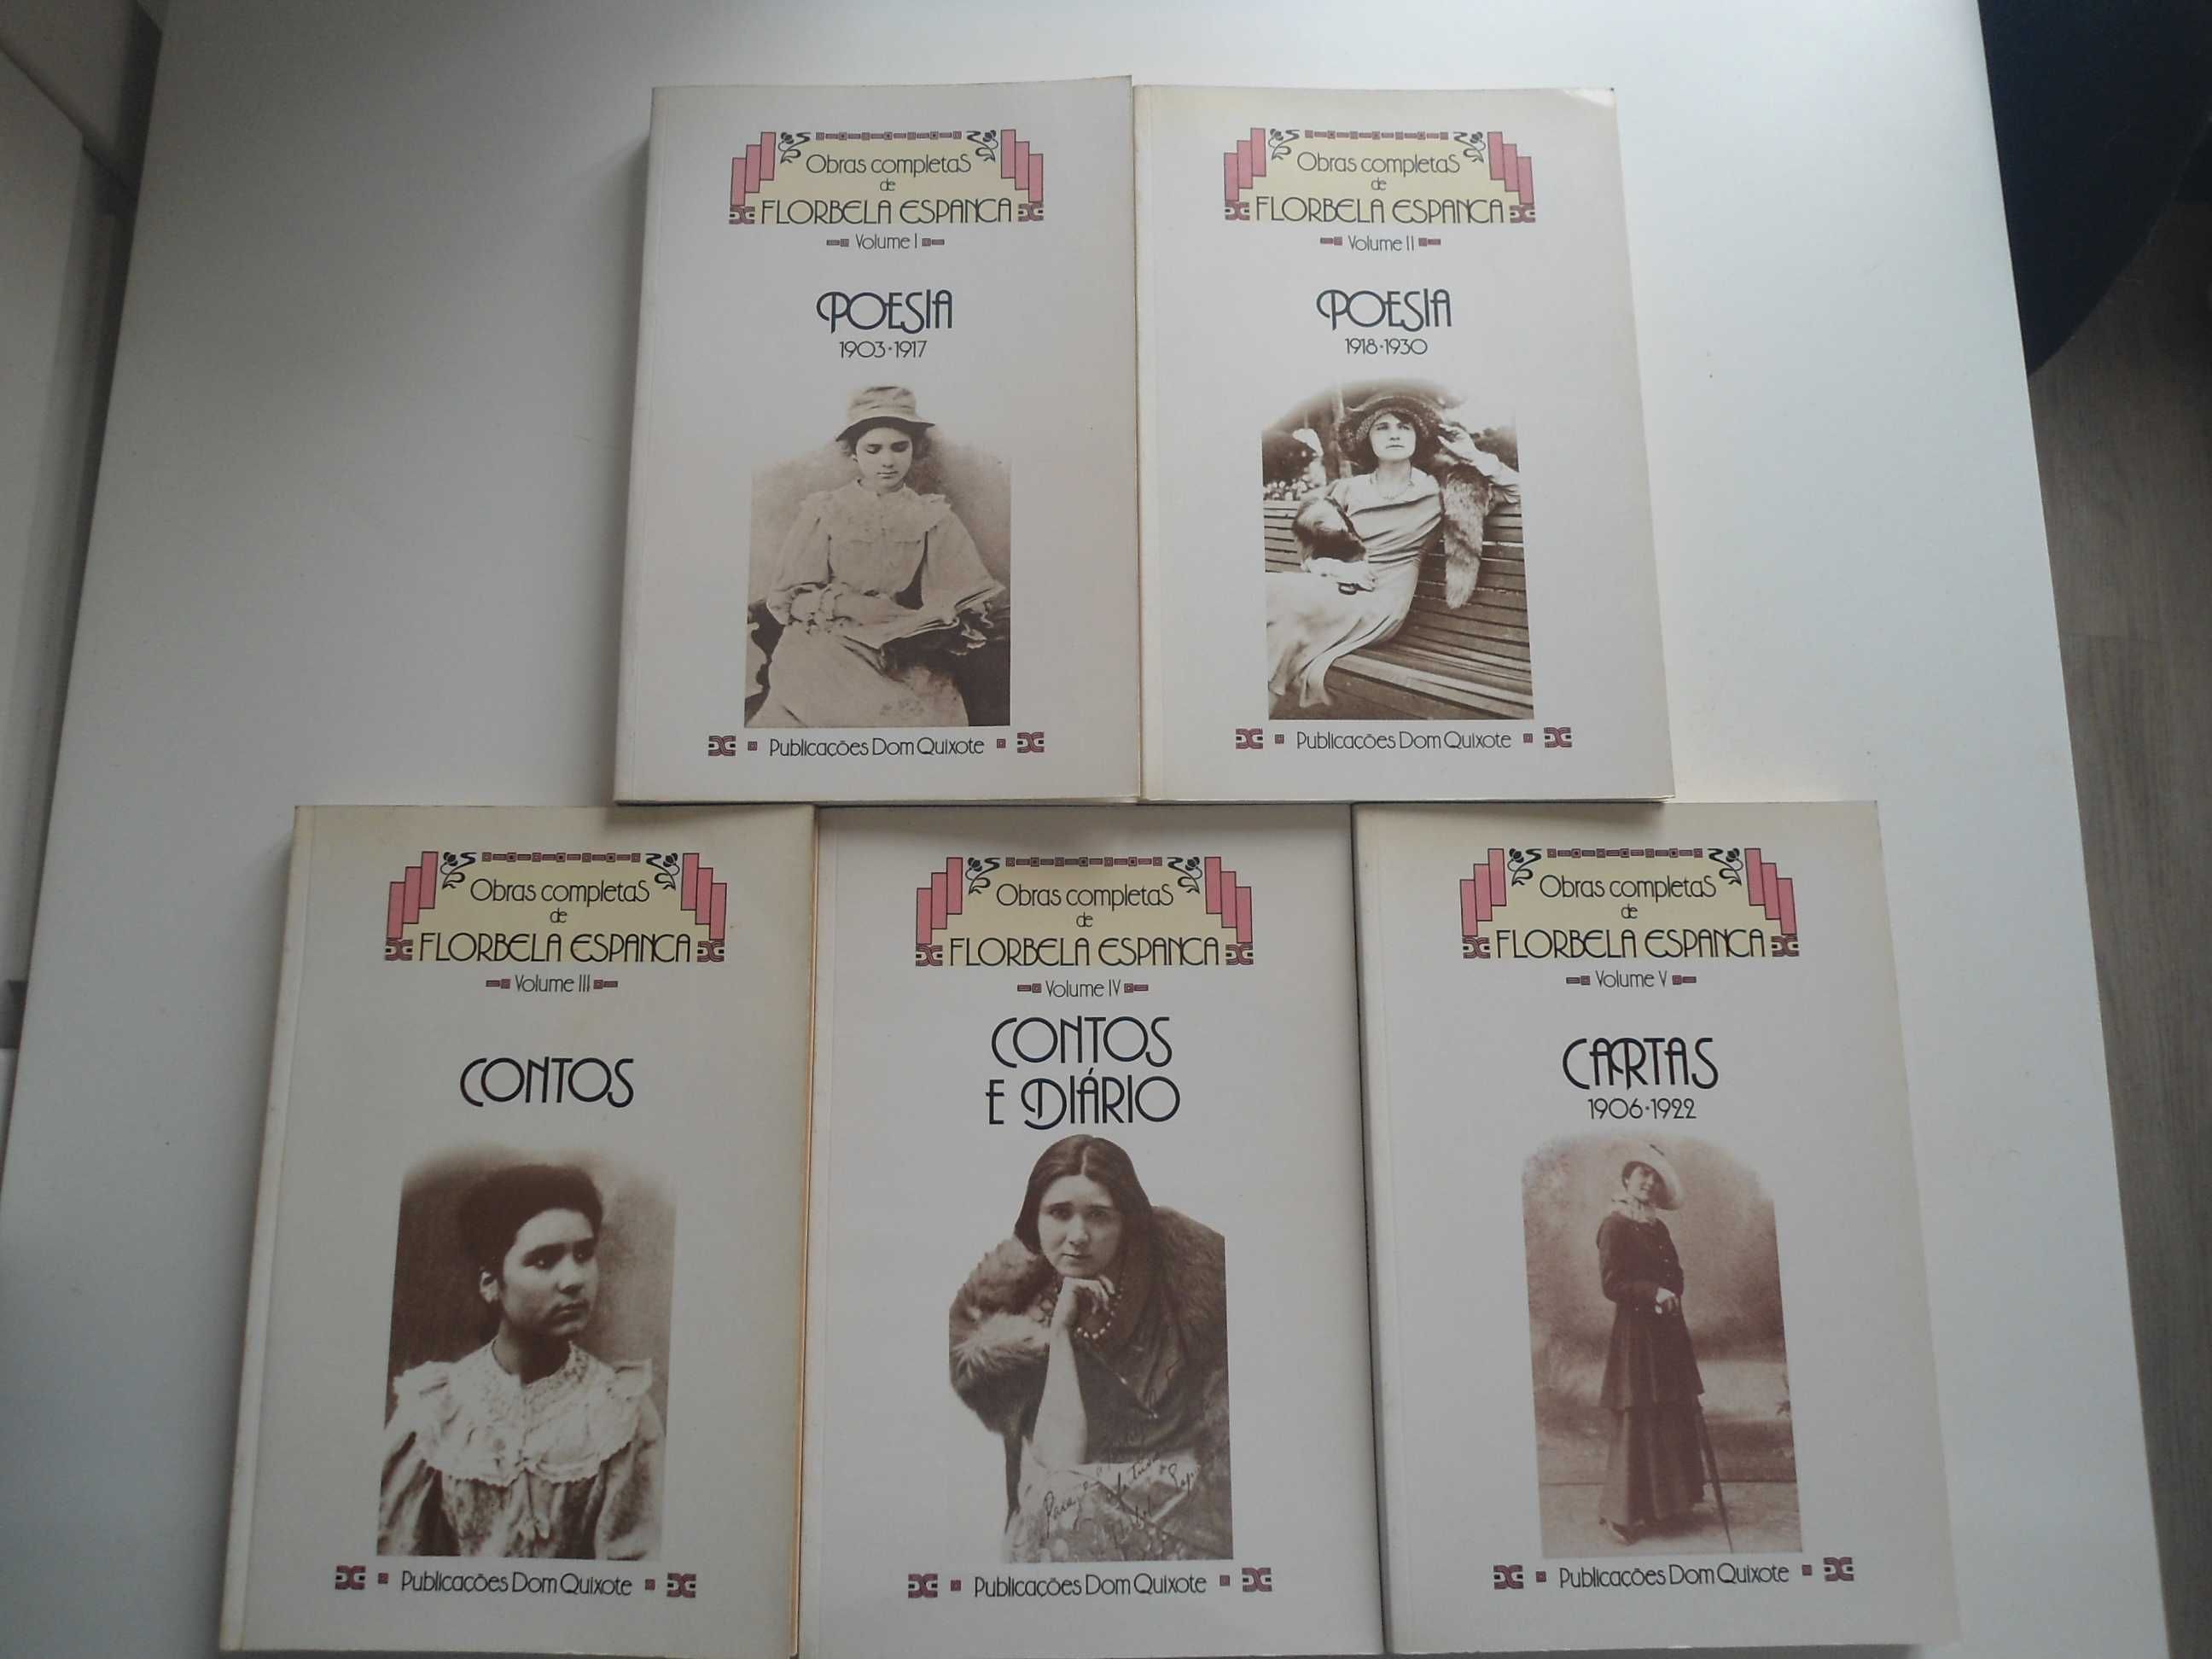 Obras completas
de
FLORBELA ESPANCA
Volume I
POESIA
1903-1917
Publicações Dom Quixote
Obras completas
de
FLORBELA ESPANCA
Volume II
POESIA
1918-1930
Publicações Dom Quixote
Obras completas
de
FLORBELA ESPANCA
Volume III
CONTOS
Publicações Dom Quixote
Obras completas
de
FLORBELA ESPANCA
Volume IV
CONTOS
E DIÁRIO
Publicações Dom Quixote
Obras completas
de
FLORBELA ESPANCA
Volume V
CARTAS
1906-1922
Publicações Dom Quixote